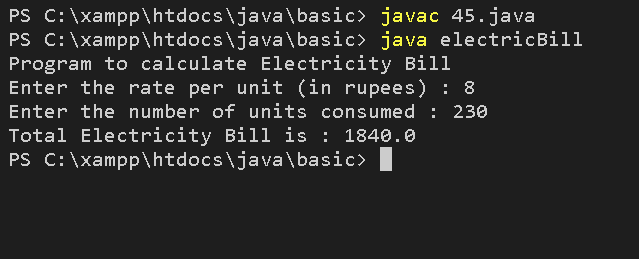 PS C:\xampp\htdocs\java\basic> javac 45.java
PS C:\xampp\htdocs\java\basic> java electricBill
Program to calculate Electricity Bill
Enter the rate per unit (in rupees) : 8
Enter the number of units consumed : 230
Total Electricity Bill is : 1840.0
PS C:\xampp\htdocs\java\basic>